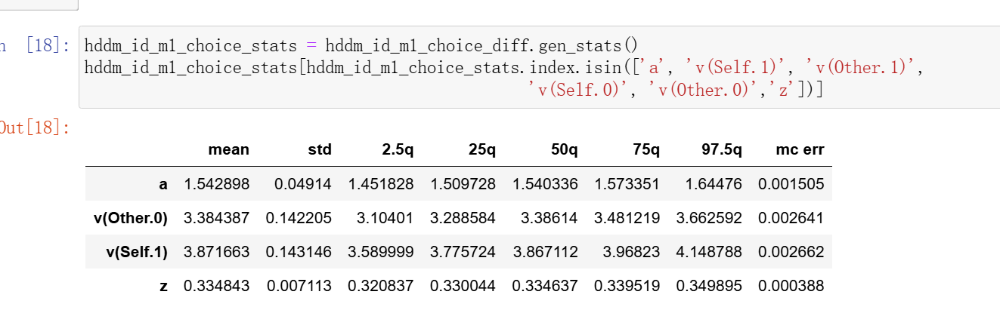 n [18]: hddm_id_m1_choice_stats = hddm_id_m1_choice_diff.gen_stats()
hddm_id_m1_choice_stats[hddm_id_m1_choice_stats.index.isin(['a', 'v(Self.1)', 'v(Other.1)',
'v(Self.0)', 'v(Other.0)','z'])]
Out[18]:
mean std 2.5q 25q 50q 75q 97.5q mc err
a 1.542898 0.04914 1.451828 1.509728 1.540336 1.573351 1.64476 0.001505
v(Other.0) 3.384387 0.142205 3.10401 3.288584 3.38614 3.481219 3.662592 0.002641
v(Self.1) 3.871663 0.143146 3.589999 3.775724 3.867112 3.96823 4.148788 0.002662
z 0.334843 0.007113 0.320837 0.330044 0.334637 0.339519 0.349895 0.000388